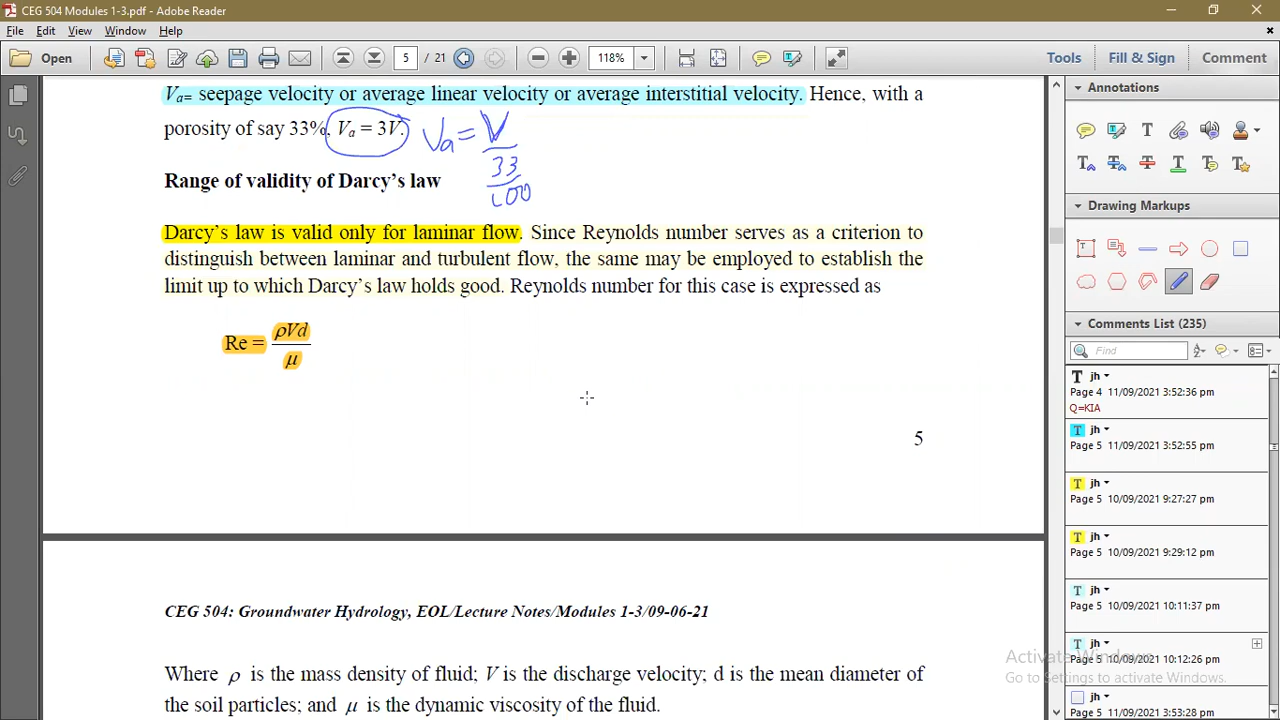 CEG 504 Modules 1-3.pdf - Adobe Reader
File Edit View Window Help
Open 5 / 21 118% Tools Fill & Sign Comment
Va= seepage velocity or average linear velocity or average interstitial velocity. Hence, with a
porosity of say 33%, Va = 3V.
Va = V
33
100
Range of validity of Darcy's law
Darcy's law is valid only for laminar flow. Since Reynolds number serves as a criterion to
distinguish between laminar and turbulent flow, the same may be employed to establish the
limit up to which Darcy's law holds good. Reynolds number for this case is expressed as
Re = ρVd
μ
5
CEG 504: Groundwater Hydrology, EOL/Lecture Notes/Modules 1-3/09-06-21
Where ρ is the mass density of fluid; V is the discharge velocity; d is the mean diameter of
the soil particles; and μ is the dynamic viscosity of the fluid.
Annotations
Drawing Markups
Comments List (235)
Find
T jh
Page 4 11/09/2021 3:52:36 pm
Q=KIA
T jh
Page 5 11/09/2021 3:52:55 pm
T jh
Page 5 10/09/2021 9:27:27 pm
T jh
Page 5 10/09/2021 9:29:12 pm
T jh
Page 5 10/09/2021 10:11:37 pm
T jh
Page 5 10/09/2021 10:12:26 pm
jh
Page 5 11/09/2021 3:53:28 pm
Activate Windows
Go to Settings to activate Windows.